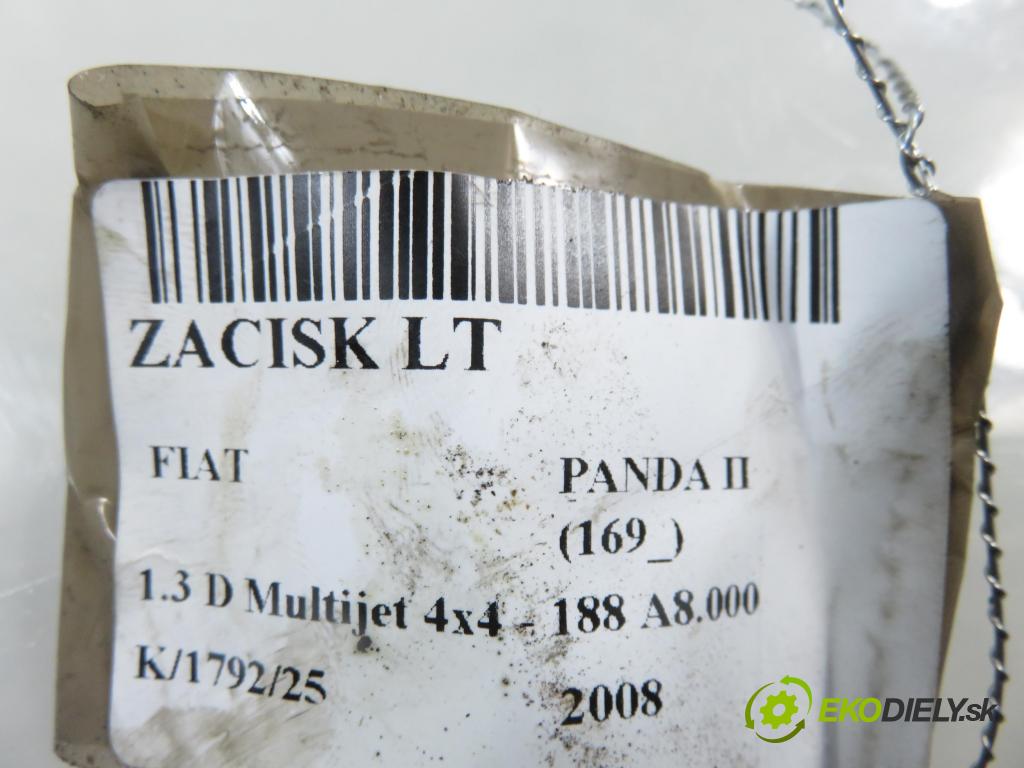 ZACISK LT
FIAT
PANDA II
(169_)
1.3 D Multijet 4x4 - 188 A8.000
K/1792/25
2008
EKODIELY.sk